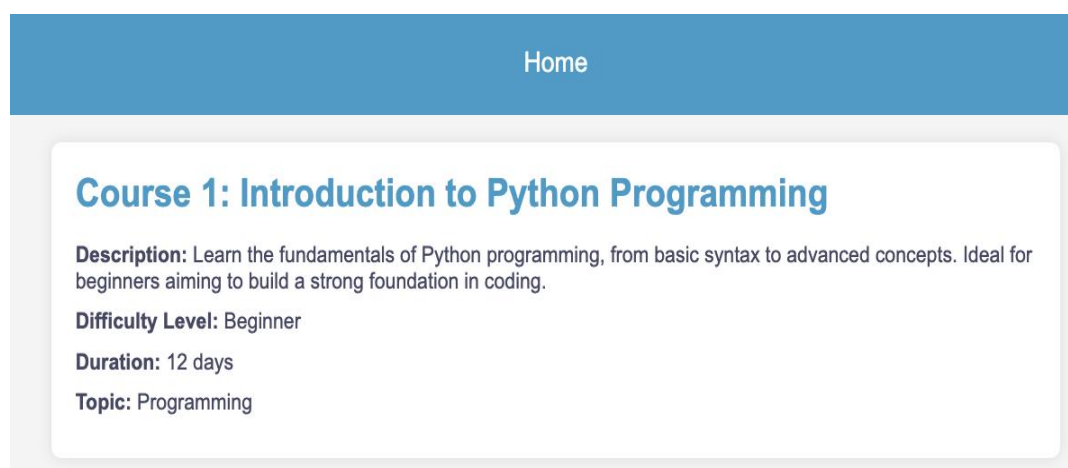 Home
Course 1: Introduction to Python Programming
Description: Learn the fundamentals of Python programming, from basic syntax to advanced concepts. Ideal for
beginners aiming to build a strong foundation in coding.
Difficulty Level: Beginner
Duration: 12 days
Topic: Programming